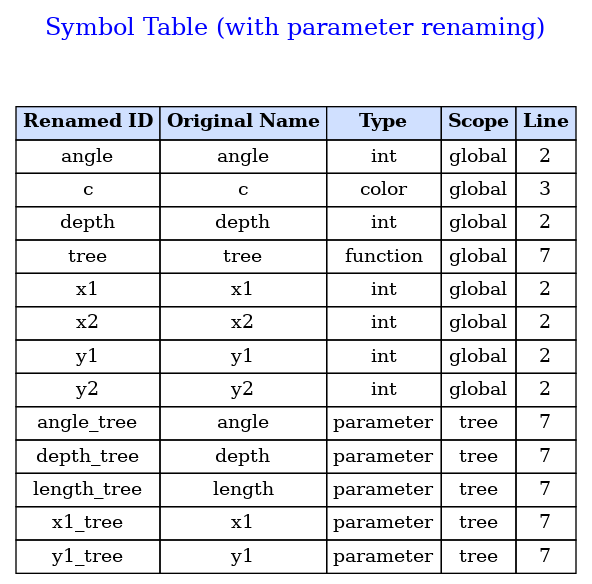 Symbol Table (with parameter renaming)
Renamed ID Original Name Type Scope Line
angle angle int global 2
c c color global 3
depth depth int global 2
tree tree function global 7
x1 x1 int global 2
x2 x2 int global 2
y1 y1 int global 2
y2 y2 int global 2
angle_tree angle parameter tree 7
depth_tree depth parameter tree 7
length_tree length parameter tree 7
x1_tree x1 parameter tree 7
y1_tree y1 parameter tree 7